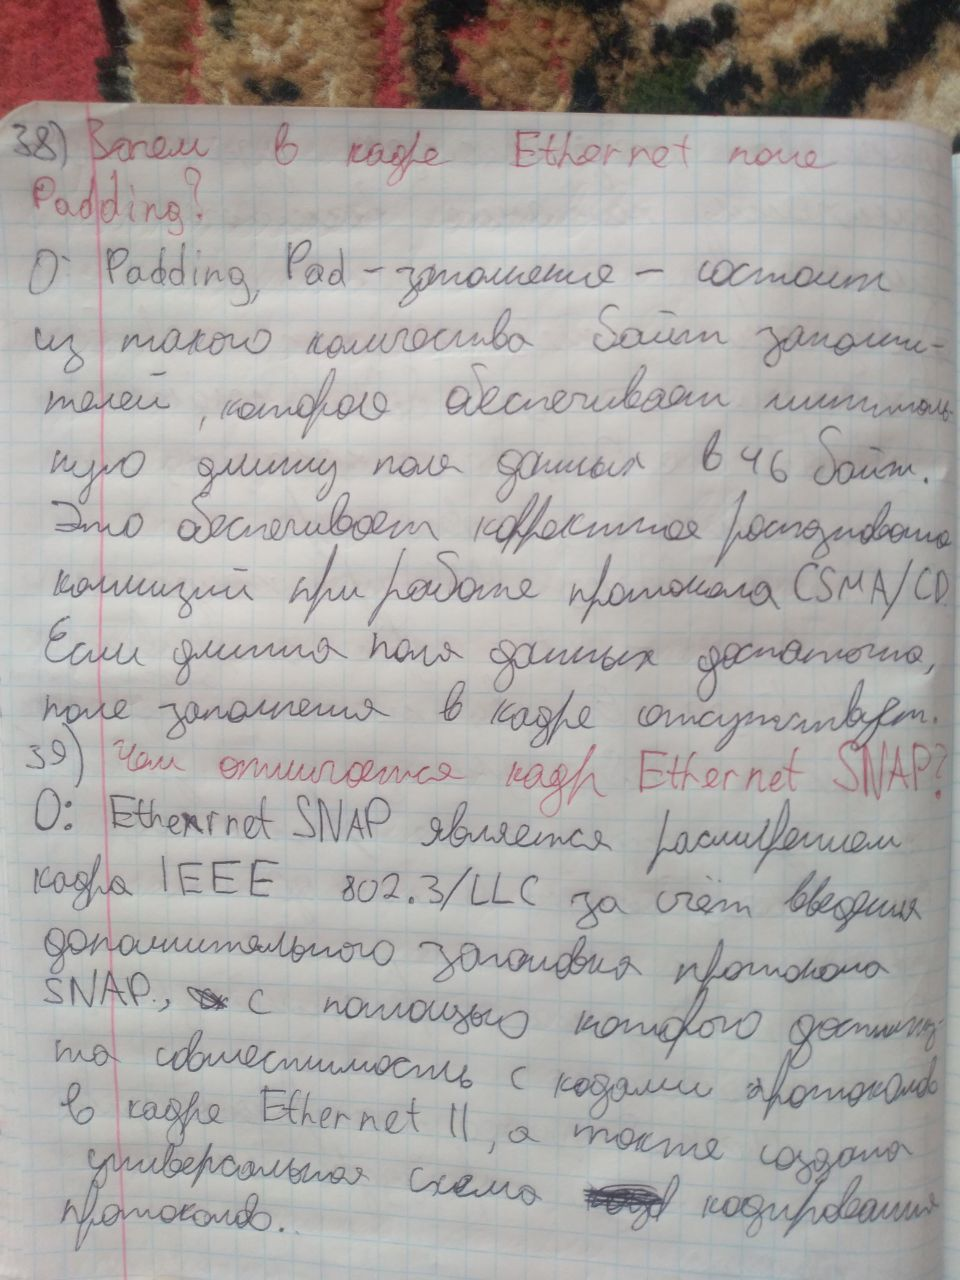 38) Зачем в кадре Ethernet поле
Padding?
О: Padding, Pad - заполнение - состоит
из такого количества байт заполни-
телей, которое обеспечивает минималь-
ную длину поля данных в 46 байт.
Это обеспечивает корректное распознавание
коллизий при работе протокола CSMA/CD.
Если длинна поля данных достаточна,
поле заполнения в кадре отсутствует.
39) Чем отличается кадр Ethernet SNAP?
О: Ethernet SNAP является расширением
кадра IEEE 802.3/LLC за счёт введения
дополнительного заголовка протокола
SNAP., с помощью которого достигну-
та совместимость с кодами протоколов
в кадре Ethernet II, а также создана
универсальная схема кодирования
протоколов.